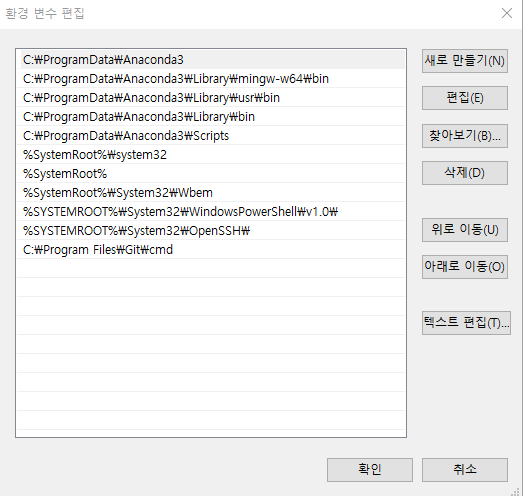 환경 변수 편집
C:₩ProgramData₩Anaconda3
C:₩ProgramData₩Anaconda3₩Library₩mingw-w64₩bin
C:₩ProgramData₩Anaconda3₩Library₩usr₩bin
C:₩ProgramData₩Anaconda3₩Library₩bin
C:₩ProgramData₩Anaconda3₩Scripts
%SystemRoot%₩system32
%SystemRoot%
%SystemRoot%₩System32₩Wbem
%SYSTEMROOT%₩System32₩WindowsPowerShell₩v1.0₩
%SYSTEMROOT%₩System32₩OpenSSH₩
C:₩Program Files₩Git₩cmd
새로 만들기(N)
편집(E)
찾아보기(B)...
삭제(D)
위로 이동(U)
아래로 이동(O)
텍스트 편집(T)...
확인
취소